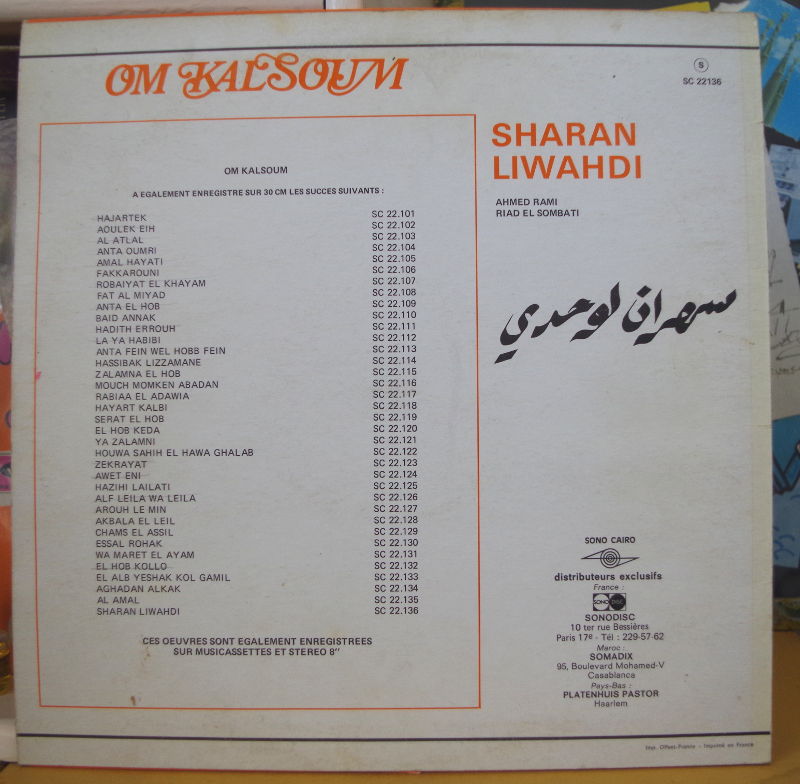 OM KALSOUM
S
SC 22136
SHARAN
LIWAHDI
AHMED RAMI
RIAD EL SOMBATI
سهران لوحدي
OM KALSOUM
A EGALEMENT ENREGISTRE SUR 30 CM LES SUCCES SUIVANTS :
HAJARTEK SC 22.101
AOULEK EIH SC 22.102
AL ATLAL SC 22.103
ANTA OUMRI SC 22.104
AMAL HAYATI SC 22.105
FAKKAROUNI SC 22.106
ROBAIYAT EL KHAYAM SC 22.107
FAT AL MIYAD SC 22.108
ANTA EL HOB SC 22.109
BAID ANNAK SC 22.110
HADITH ERROUH SC 22.111
LA YA HABIBI SC 22.112
ANTA FEIN WEL HOBB FEIN SC 22.113
HASSIBAK LIZZAMANE SC 22.114
ZALAMNA EL HOB SC 22.115
MOUCH MOMKEN ABADAN SC 22.116
RABIAA EL ADAWIA SC 22.117
HAYART KALBI SC 22.118
SERAT EL HOB SC 22.119
EL HOB KEDA SC 22.120
YA ZALAMNI SC 22.121
HOUWA SAHIH EL HAWA GHALAB SC 22.122
ZEKRAYAT SC 22.123
AWET ENI SC 22.124
HAZIHI LAILATI SC 22.125
ALF LEILA WA LEILA SC 22.126
AROUH LE MIN SC 22.127
AKBALA EL LEIL SC 22.128
CHAMS EL ASSIL SC 22.129
ESSAL ROHAK SC 22.130
WA MARET EL AYAM SC 22.131
EL HOB KOLLO SC 22.132
EL ALB YESHAK KOL GAMIL SC 22.133
AGHADAN ALKAK SC 22.134
AL AMAL SC 22.135
SHARAN LIWAHDI SC 22.136
CES OEUVRES SONT EGALEMENT ENREGISTREES
SUR MUSICASSETTES ET STEREO 8"
SONO CAIRO
distributeurs exclusifs
France :
SONO DISC
SONODISC
10 ter rue Bessières
Paris 17e - Tél : 229-57-62
Maroc :
SOMADIX
95, Boulevard Mohamed-V
Casablanca
Pays-Bas :
PLATENHUIS PASTOR
Haarlem
Imp. Offset-France - Imprimé en France